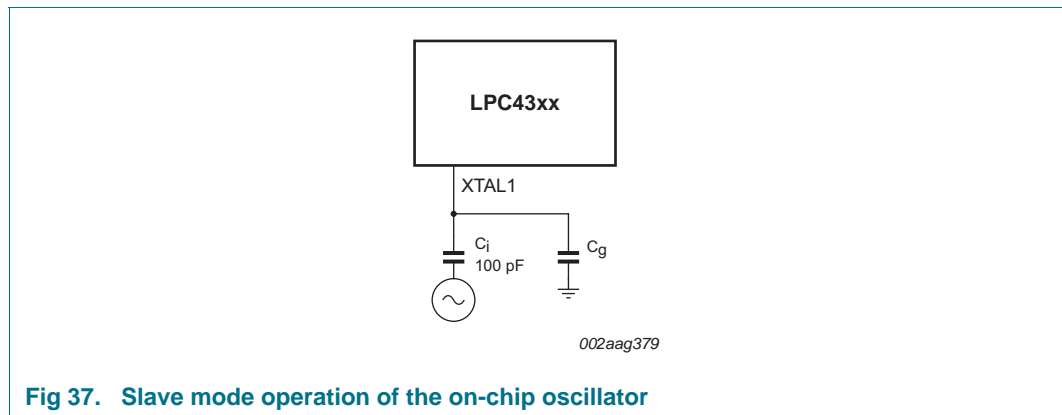 LPC43xx
XTAL1
Ci
100 pF
Cg
002aag379
Fig 37. Slave mode operation of the on-chip oscillator